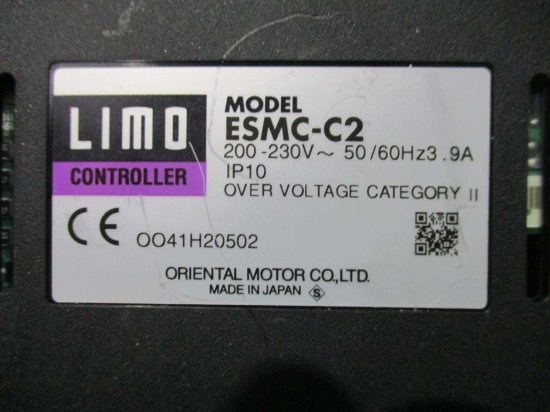 LIMO
CONTROLLER
MODEL
ESMC-C2
200-230V~ 50/60Hz3.9A
IP10
OVER VOLTAGE CATEGORY II
CE OO41H20502
ORIENTAL MOTOR CO.,LTD.
MADE IN JAPAN S